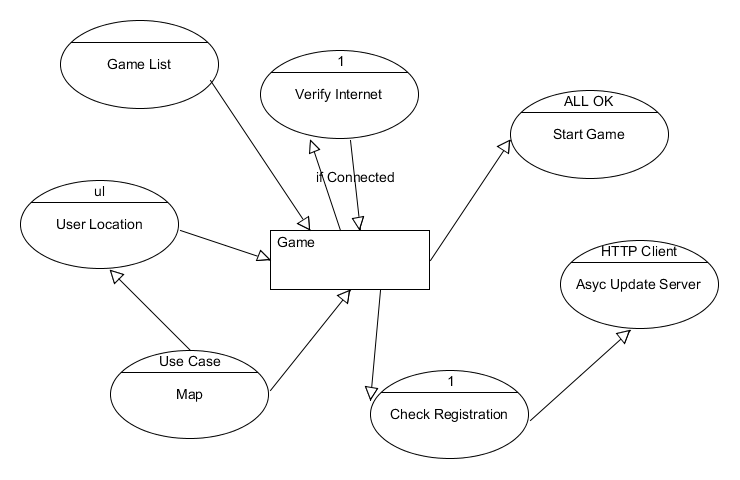 Game List
1
Verify Internet
ALL OK
Start Game
if Connected
ul
User Location
Game
HTTP Client
Asyc Update Server
Use Case
Map
1
Check Registration